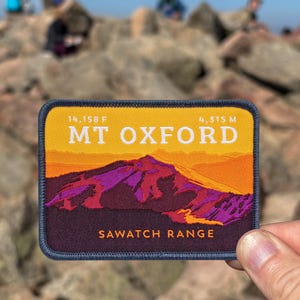 14,158 F 4,315 M
MT OXFORD
SAWATCH RANGE